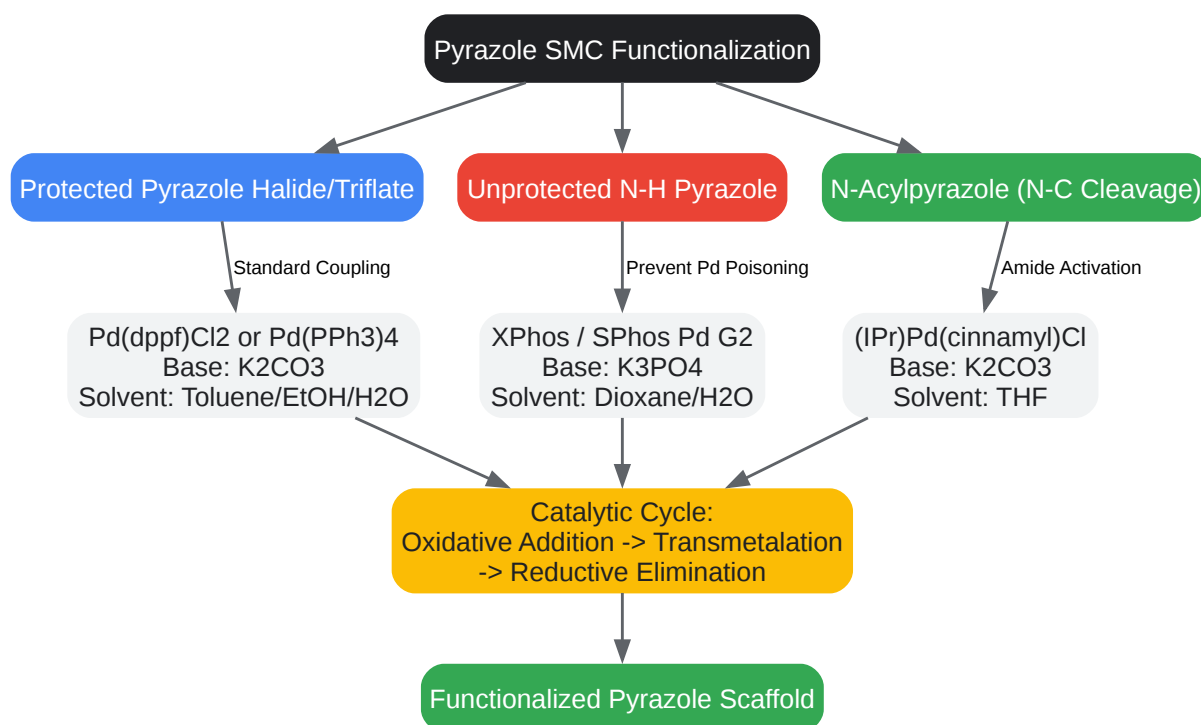 Pyrazole SMC Functionalization
Protected Pyrazole Halide/Triflate
Unprotected N-H Pyrazole
N-Acylpyrazole (N-C Cleavage)
Standard Coupling
Prevent Pd Poisoning
Amide Activation
Pd(dppf)Cl2 or Pd(PPh3)4
Base: K2CO3
Solvent: Toluene/EtOH/H2O
XPhos / SPhos Pd G2
Base: K3PO4
Solvent: Dioxane/H2O
(IPr)Pd(cinnamyl)Cl
Base: K2CO3
Solvent: THF
Catalytic Cycle:
Oxidative Addition -> Transmetalation
-> Reductive Elimination
Functionalized Pyrazole Scaffold